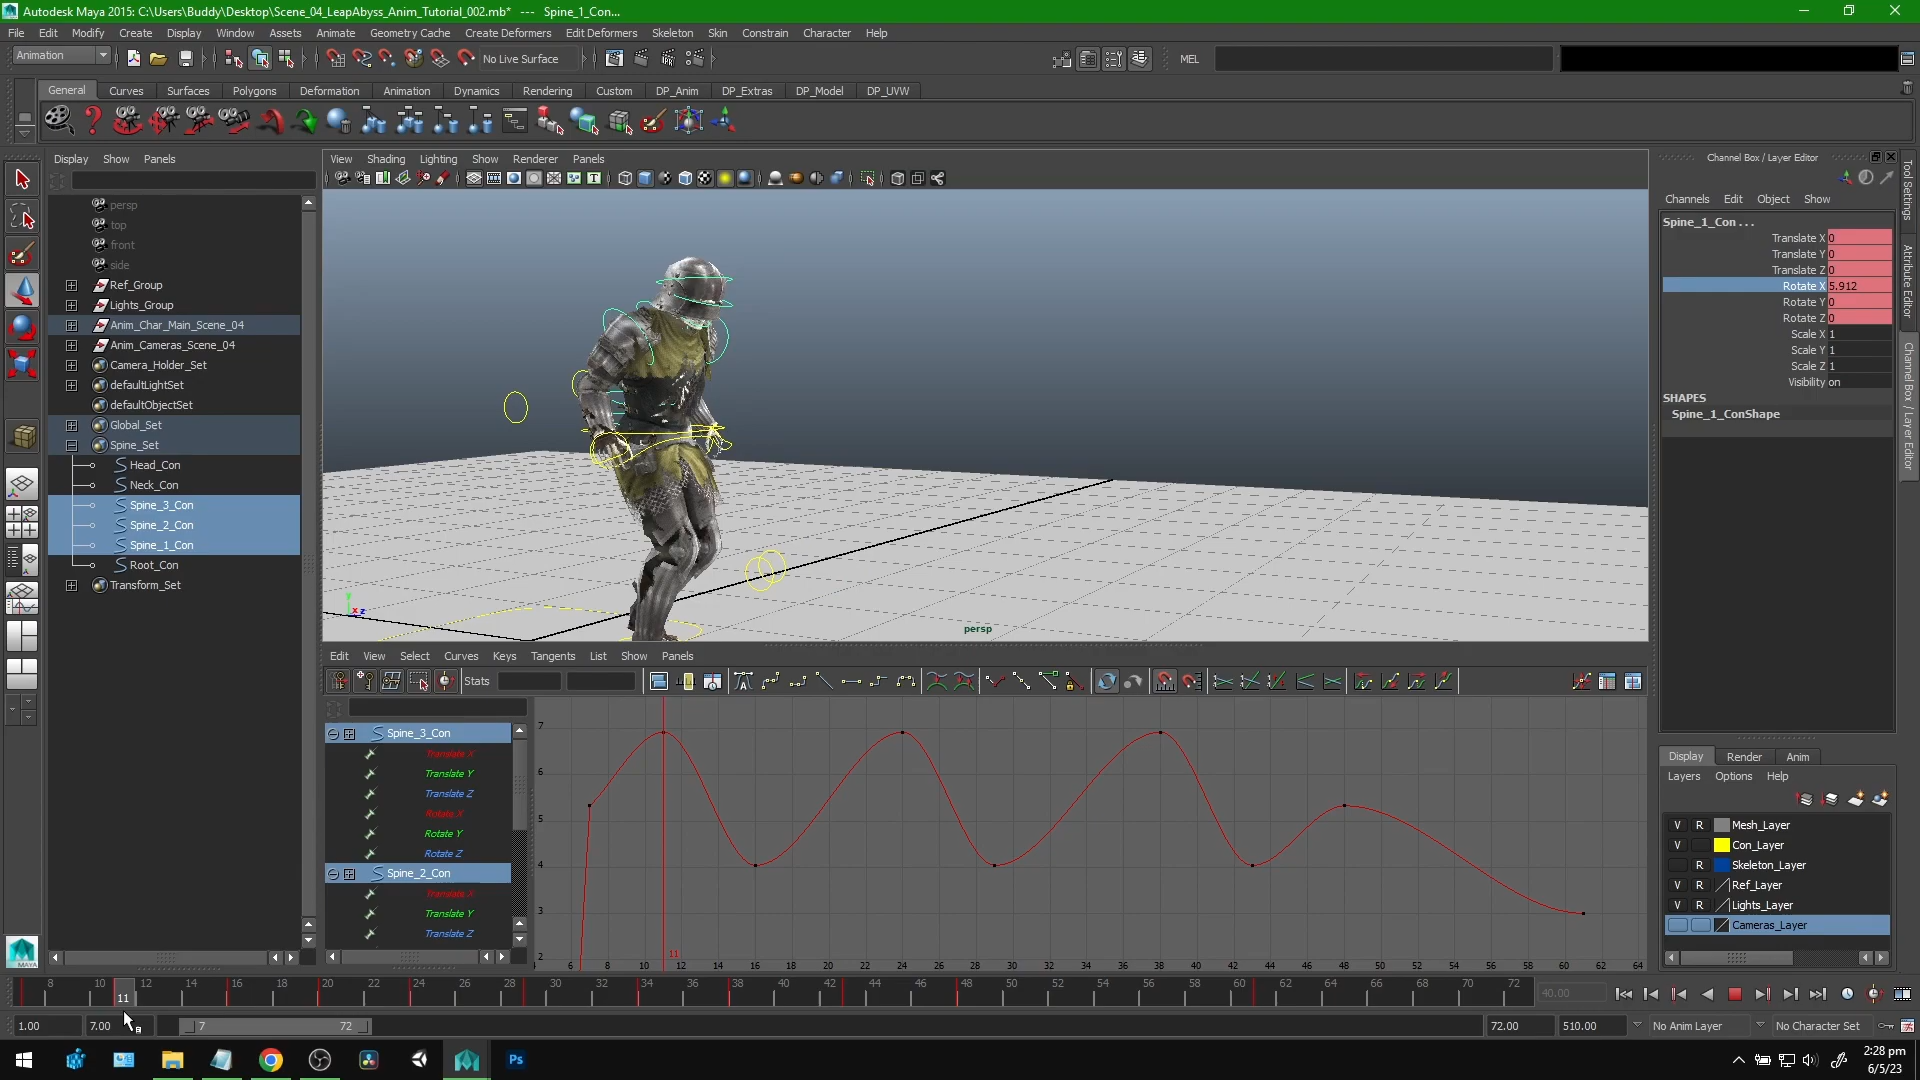 Autodesk Maya 2015: C:\Users\Buddy\Desktop\Scene_04_LeapAbyss_Anim_Tutorial_002.mb* --- Spine_1_Con...
File Edit Modify Create Display Window Assets Animate Geometry Cache Create Deformers Edit Deformers Skeleton Skin Constrain Character Help
Animation No Live Surface MEL
General Curves Surfaces Polygons Deformation Animation Dynamics Rendering Custom DP_Anim DP_Extras DP_Model DP_UVW
Display Show Panels
persp
top
front
side
Ref_Group
Lights_Group
Anim_Char_Main_Scene_04
Anim_Cameras_Scene_04
Camera_Holder_Set
defaultLightSet
defaultObjectSet
Global_Set
Spine_Set
Head_Con
Neck_Con
Spine_3_Con
Spine_2_Con
Spine_1_Con
Root_Con
Transform_Set
View Shading Lighting Show Renderer Panels
persp
Edit View Select Curves Keys Tangents List Show Panels
Stats
Spine_3_Con
Translate X
Translate Y
Translate Z
Rotate X
Rotate Y
Rotate Z
Spine_2_Con
Translate X
Translate Y
Translate Z
7
6
5
4
3
2
11
6 8 10 12 14 16 18 20 22 24 26 28 30 32 34 36 38 40 42 44 46 48 50 52 54 56 58 60 62 64
Channel Box / Layer Editor
Channels Edit Object Show
Spine_1_Con ...
Translate X 0
Translate Y 0
Translate Z 0
Rotate X 5.912
Rotate Y 0
Rotate Z 0
Scale X 1
Scale Y 1
Scale Z 1
Visibility on
SHAPES
Spine_1_ConShape
Tool Settings
Attribute Editor
Channel Box / Layer Editor
Display Render Anim
Layers Options Help
V R Mesh_Layer
V Con_Layer
R Skeleton_Layer
V R Ref_Layer
V R Lights_Layer
Cameras_Layer
8 10 12 14 16 18 20 22 24 26 28 30 32 34 36 38 40 42 44 46 48 50 52 54 56 58 60 62 64 66 68 70 72
11
40.00
1.00 7.00 7 72 72.00 510.00 No Anim Layer No Character Set
MAYA
Ps
2:28 pm
6/5/23